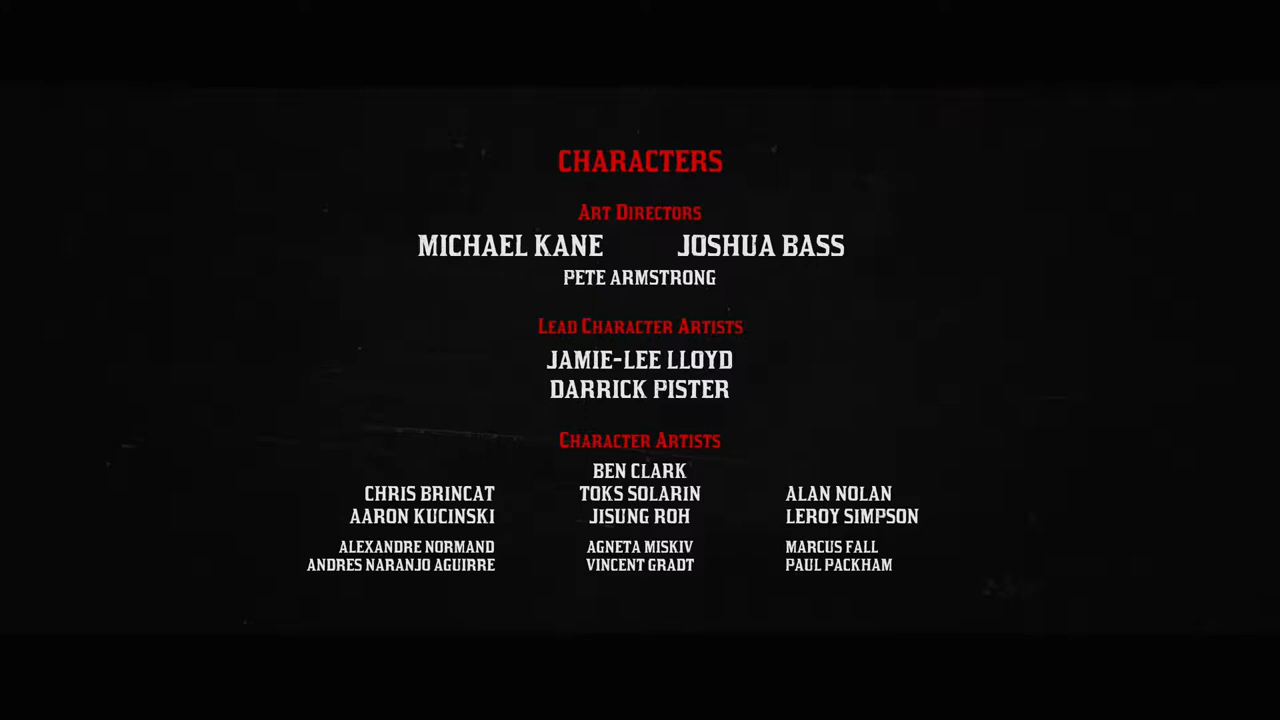 CHARACTERS
ART DIRECTORS
MICHAEL KANE JOSHUA BASS
PETE ARMSTRONG
LEAD CHARACTER ARTISTS
JAMIE-LEE LLOYD
DARRICK PISTER
CHARACTER ARTISTS
BEN CLARK
CHRIS BRINCAT TOKS SOLARIN ALAN NOLAN
AARON KUCINSKI JISUNG ROH LEROY SIMPSON
ALEXANDRE NORMAND AGNETA MISKIV MARCUS FALL
ANDRES NARANJO AGUIRRE VINCENT GRADT PAUL PACKHAM